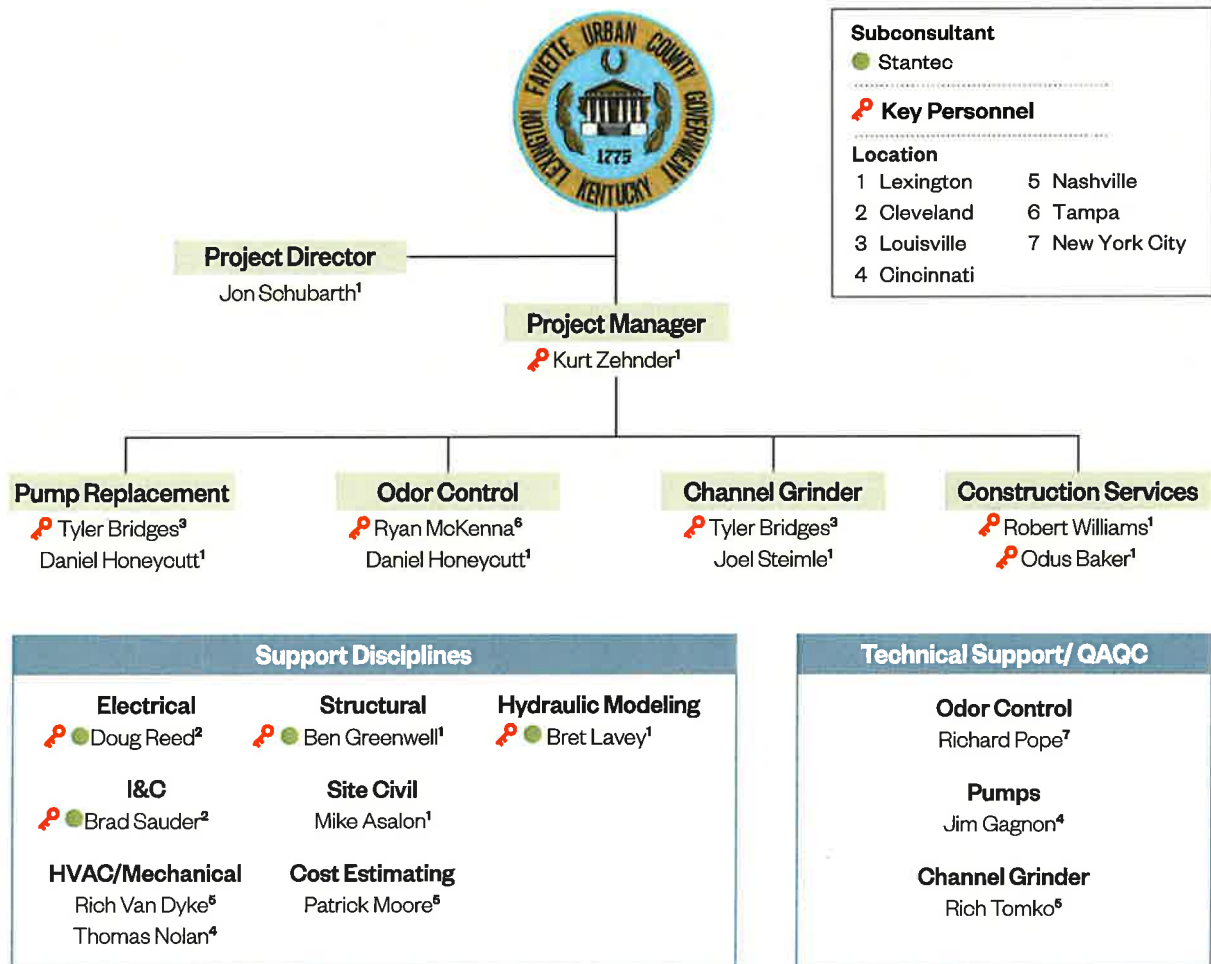 LEXINGTON FAYETTE URBAN COUNTY GOVERNMENT
1775
KENTUCKY
Subconsultant
Stantec
Key Personnel
Location
1 Lexington
2 Cleveland
3 Louisville
4 Cincinnati
5 Nashville
6 Tampa
7 New York City
Project Director
Jon Schubarth¹
Project Manager
Kurt Zehnder¹
Pump Replacement
Tyler Bridges³
Daniel Honeycutt¹
Odor Control
Ryan McKenna⁶
Daniel Honeycutt¹
Channel Grinder
Tyler Bridges³
Joel Steimle¹
Construction Services
Robert Williams¹
Odus Baker¹
Support Disciplines
Electrical
Doug Reed²
Structural
Ben Greenwell¹
Hydraulic Modeling
Bret Lavey¹
I&C
Brad Sauder²
Site Civil
Mike Asalon¹
HVAC/Mechanical
Rich Van Dyke⁵
Thomas Nolan⁴
Cost Estimating
Patrick Moore⁵
Technical Support/ QAQC
Odor Control
Richard Pope⁷
Pumps
Jim Gagnon⁴
Channel Grinder
Rich Tomko⁵